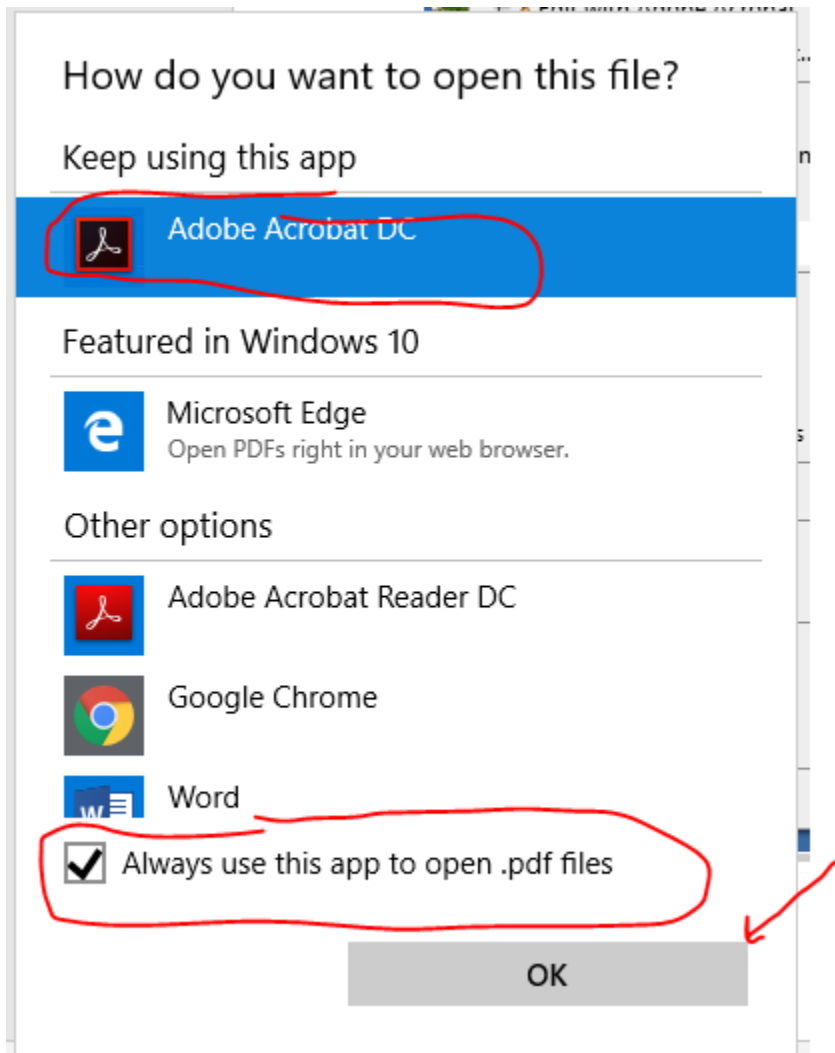 How do you want to open this file?
Keep using this app
Adobe Acrobat DC
Featured in Windows 10
Microsoft Edge
Open PDFs right in your web browser.
Other options
Adobe Acrobat Reader DC
Google Chrome
Word
Always use this app to open .pdf files
OK